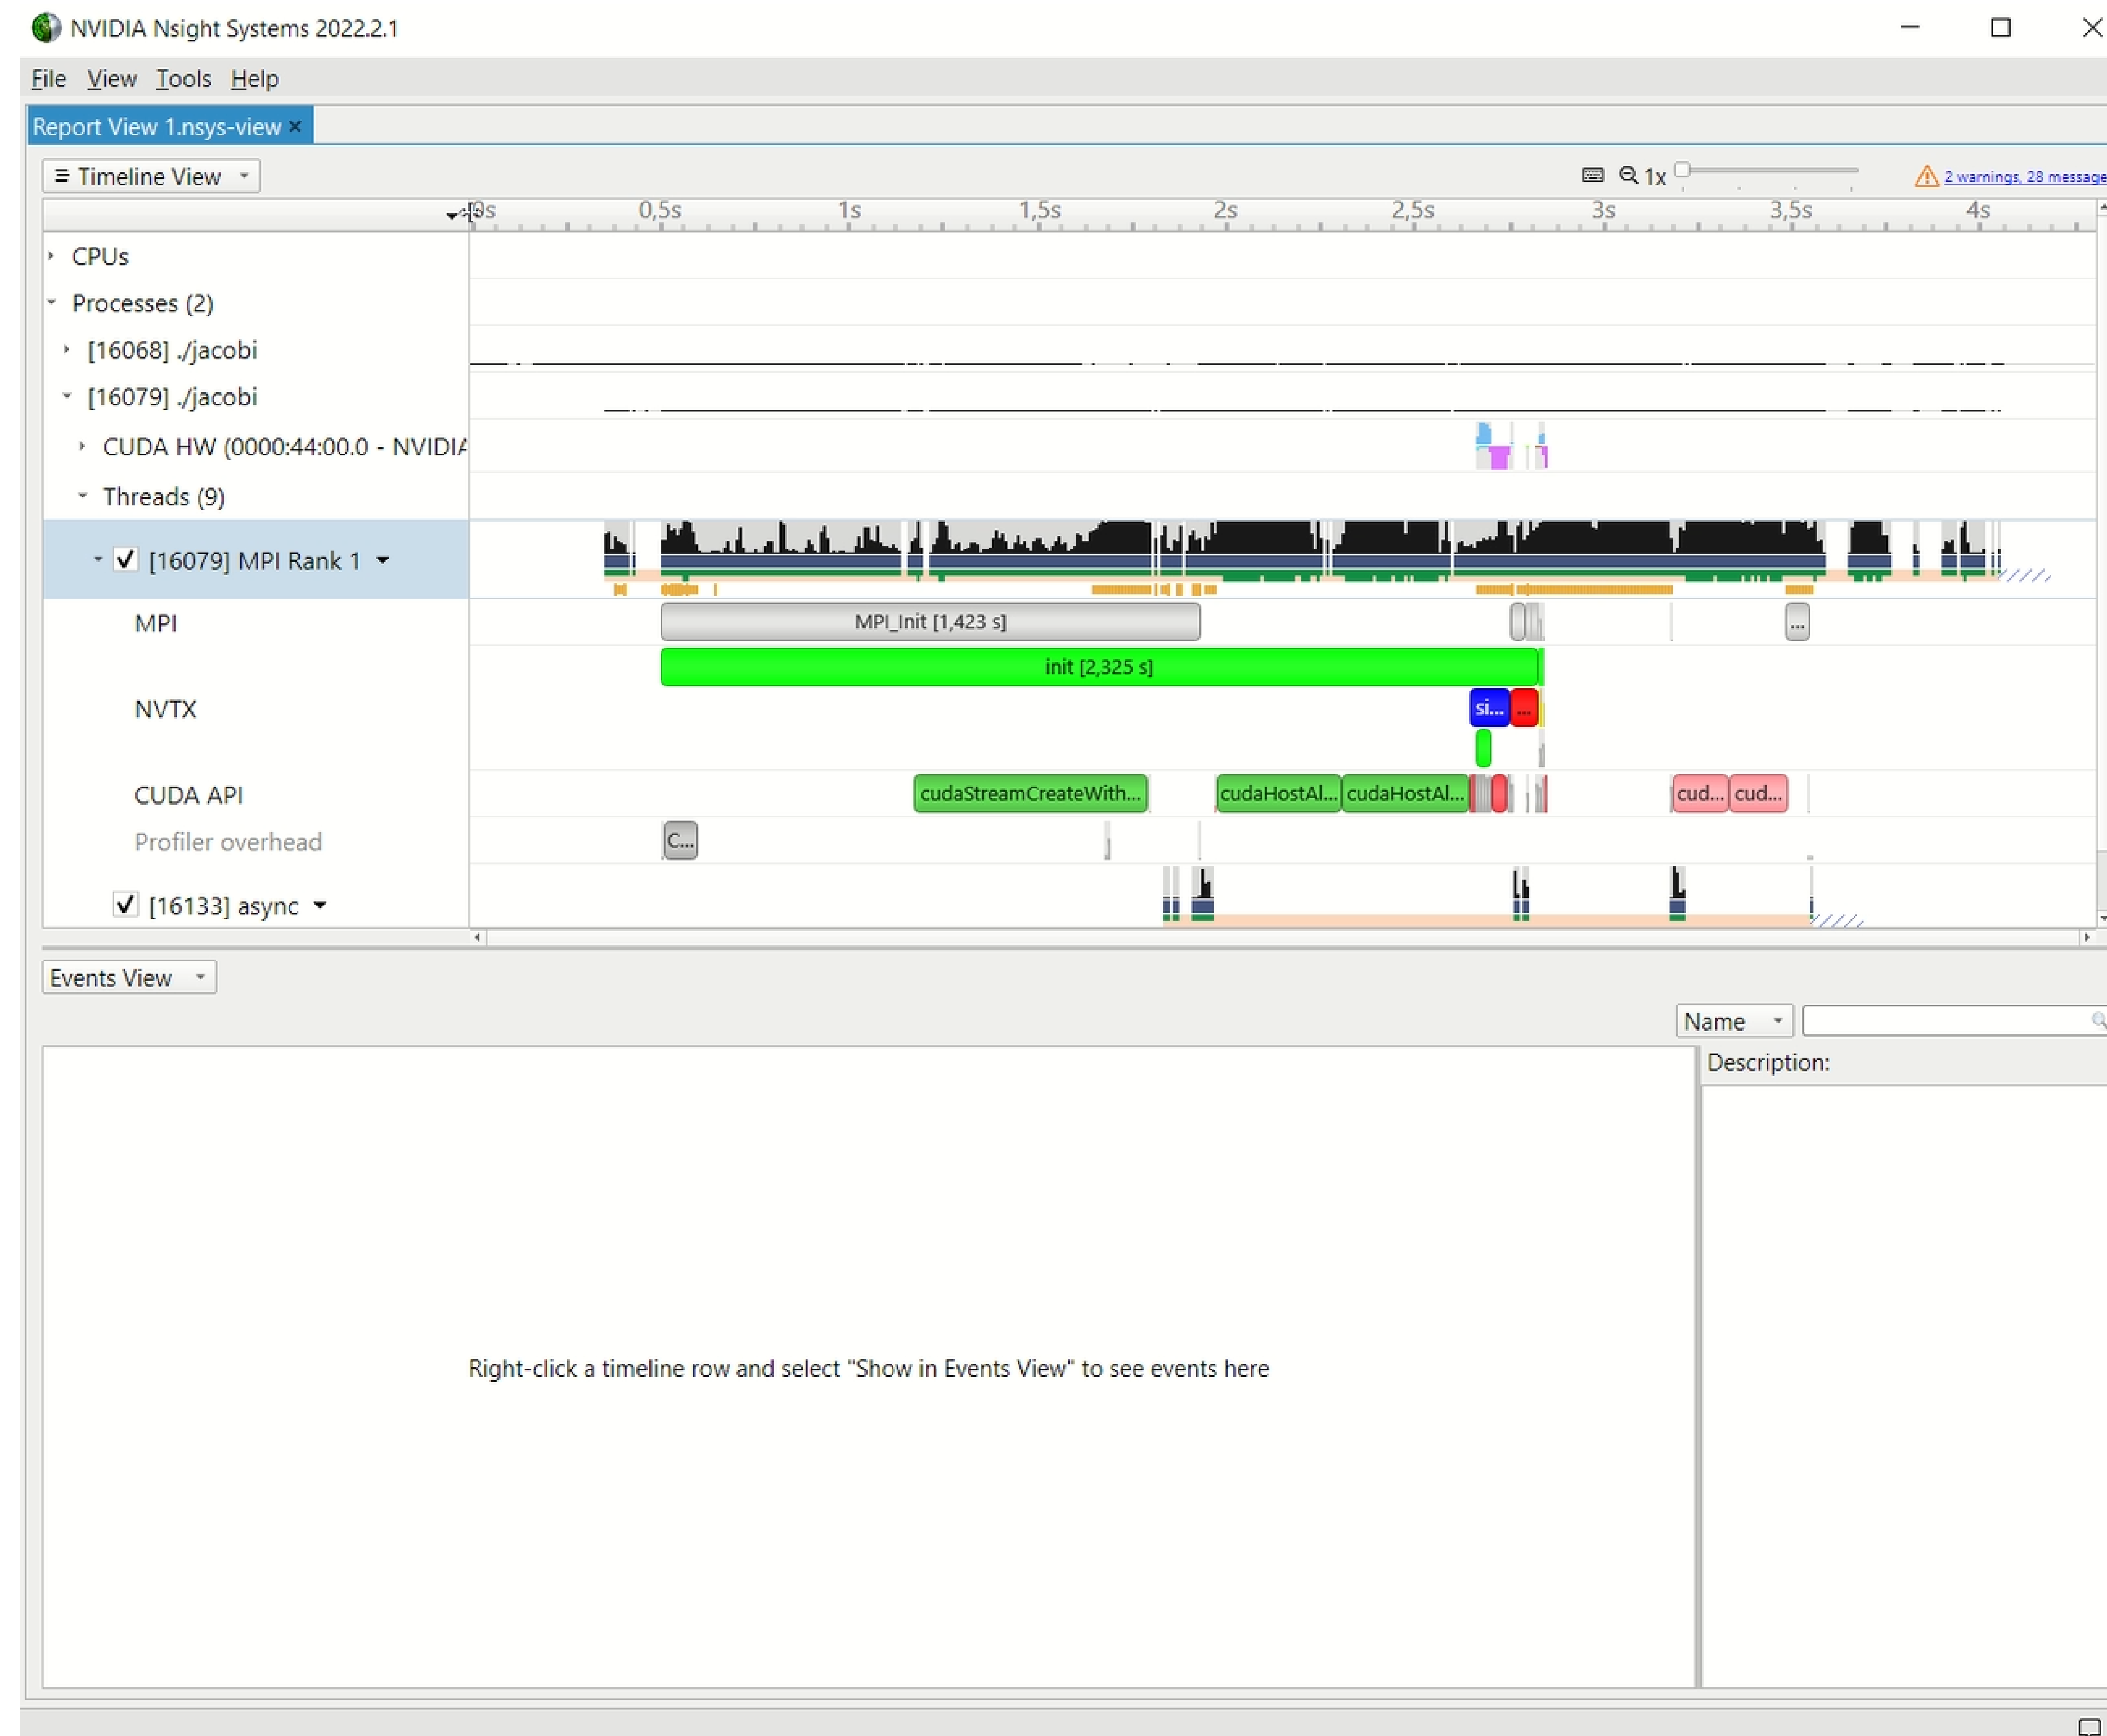 NVIDIA Nsight Systems 2022.2.1
File View Tools Help
Report View 1.nsys-view
Timeline View 1x 2 warnings, 28 message
0s 0,5s 1s 1,5s 2s 2,5s 3s 3,5s 4s
CPUs
Processes (2)
[16068] ./jacobi
[16079] ./jacobi
CUDA HW (0000:44:00.0 - NVIDIA
Threads (9)
[16079] MPI Rank 1
MPI MPI_Init [1,423 s] ...
init [2,325 s]
NVTX si... ...
CUDA API cudaStreamCreateWith... cudaHostAl... cudaHostAl... cud... cud...
Profiler overhead C...
[16133] async
Events View
Name
Description:
Right-click a timeline row and select "Show in Events View" to see events here